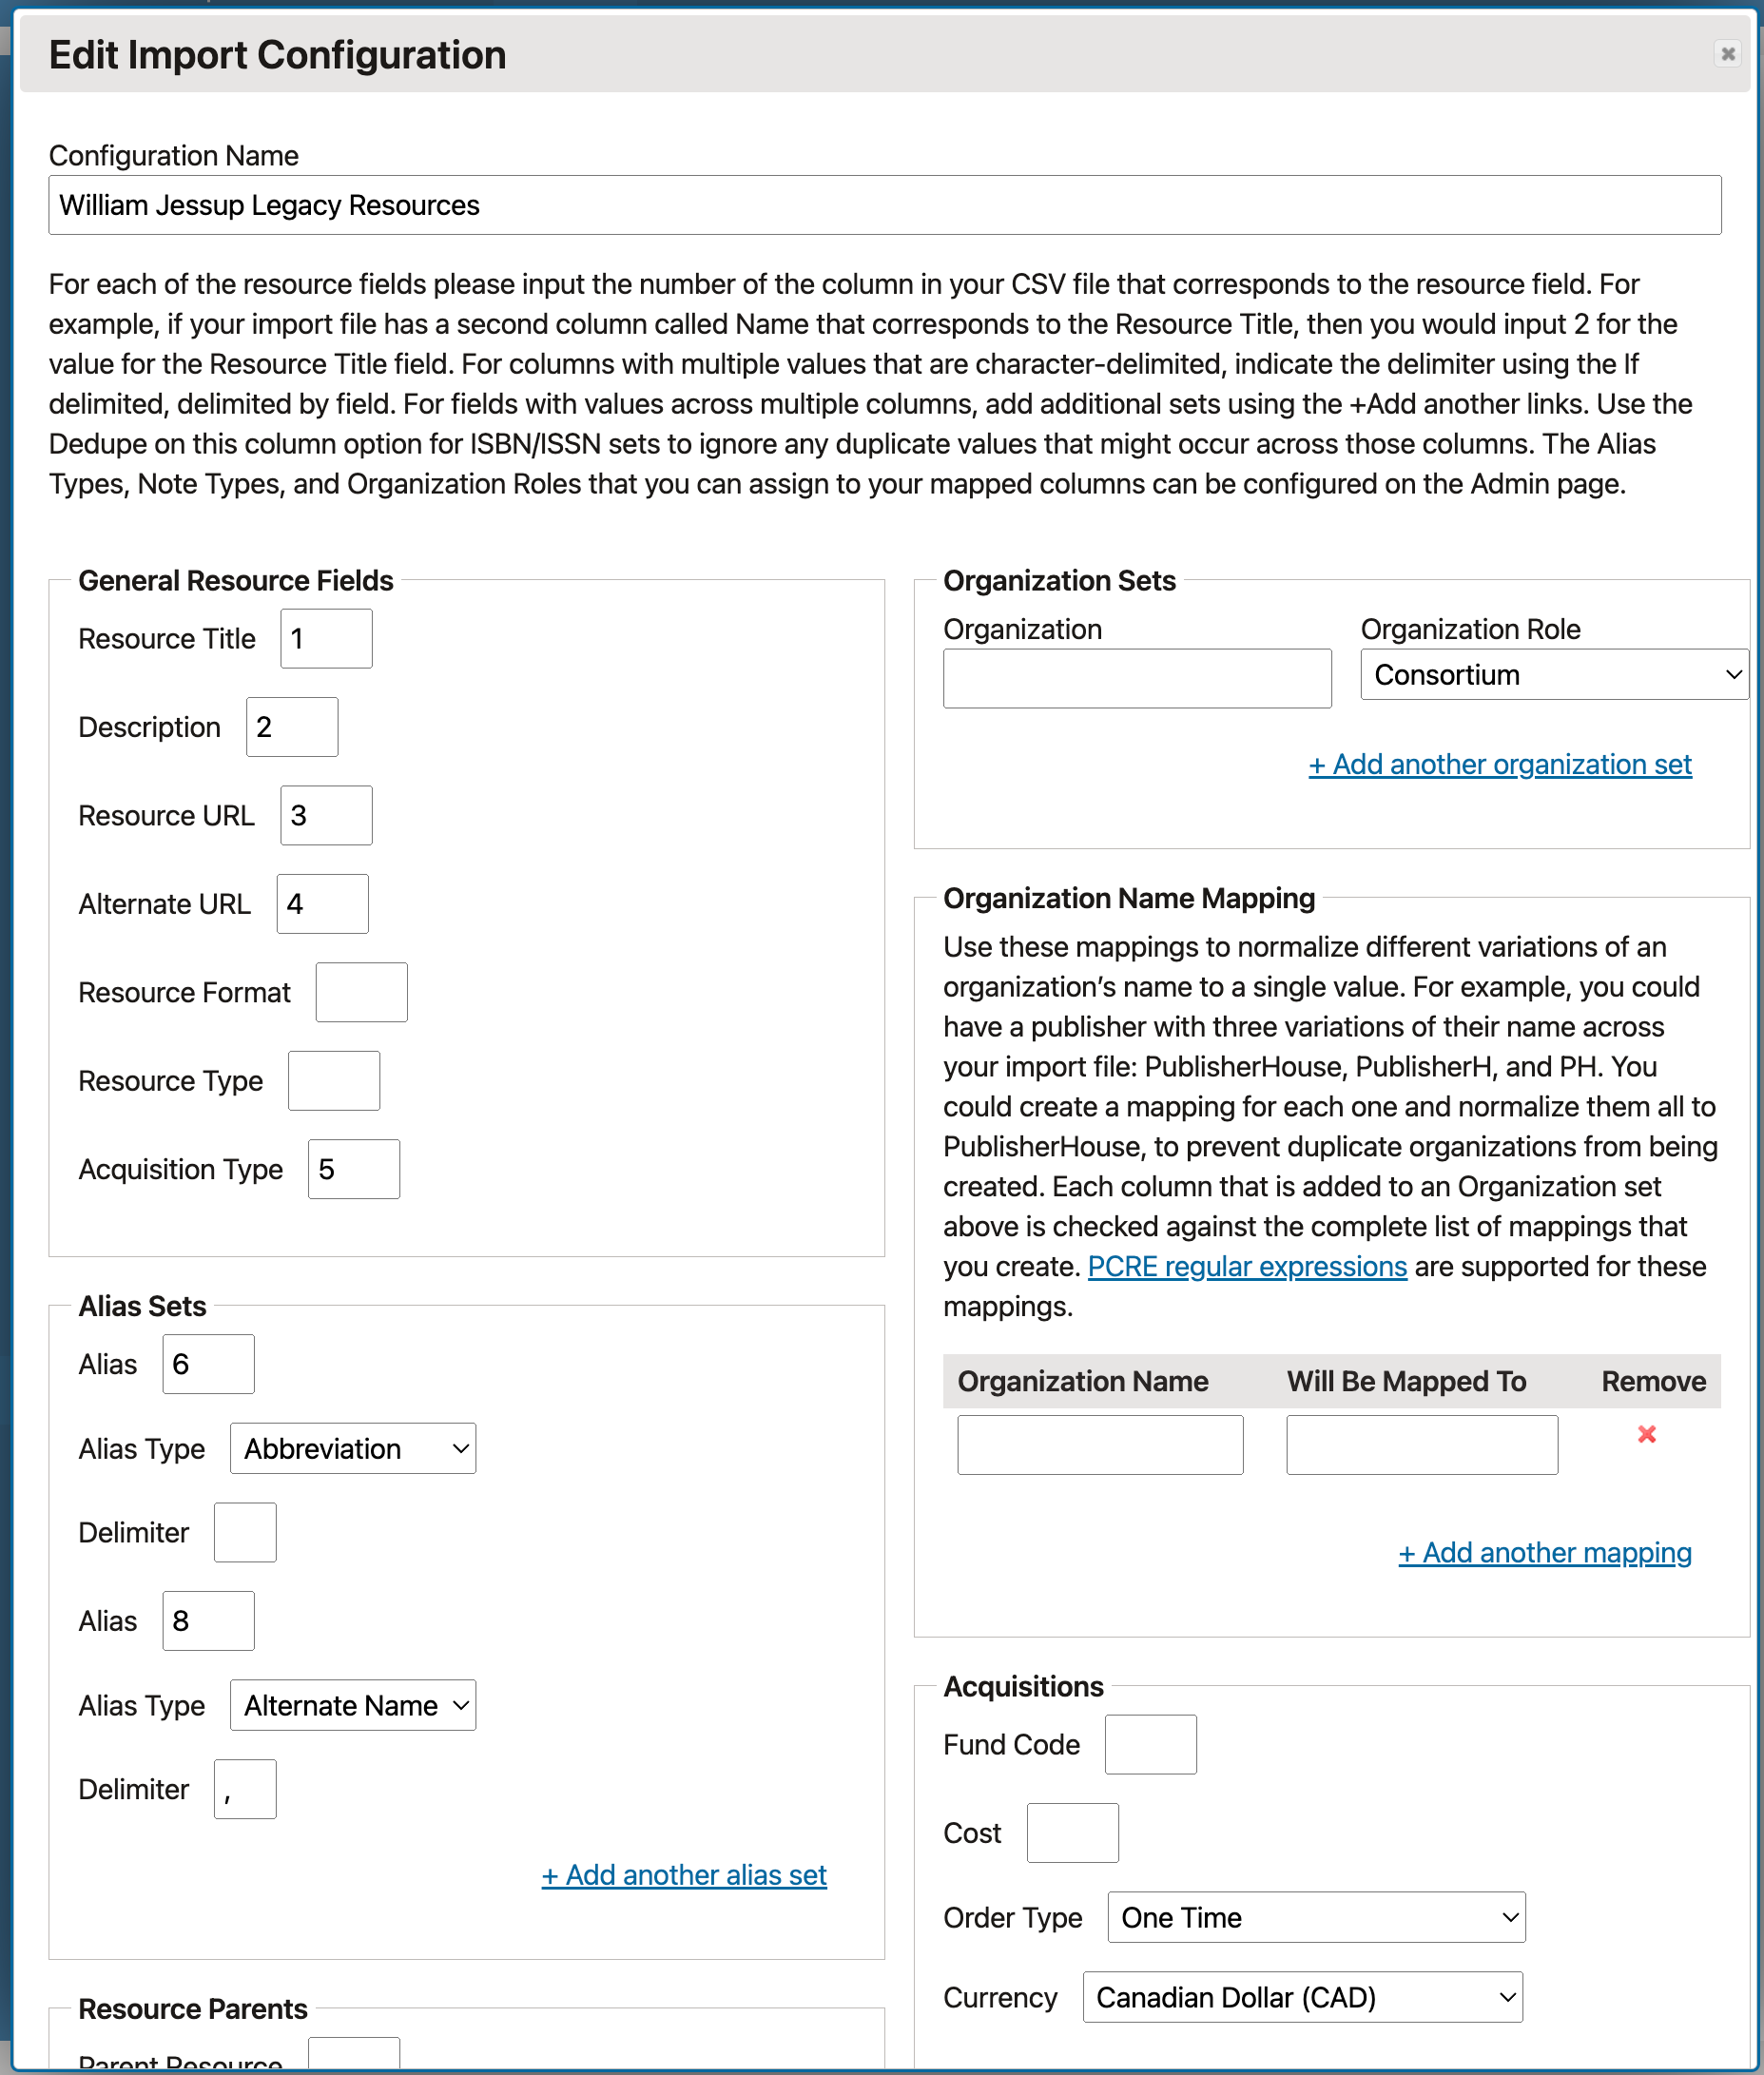 Edit Import Configuration
Configuration Name
William Jessup Legacy Resources
For each of the resource fields please input the number of the column in your CSV file that corresponds to the resource field. For
example, if your import file has a second column called Name that corresponds to the Resource Title, then you would input 2 for the
value for the Resource Title field. For columns with multiple values that are character-delimited, indicate the delimiter using the If
delimited, delimited by field. For fields with values across multiple columns, add additional sets using the +Add another links. Use the
Dedupe on this column option for ISBN/ISSN sets to ignore any duplicate values that might occur across those columns. The Alias
Types, Note Types, and Organization Roles that you can assign to your mapped columns can be configured on the Admin page.
General Resource Fields
Resource Title 1
Description 2
Resource URL 3
Alternate URL 4
Resource Format
Resource Type
Acquisition Type 5
Alias Sets
Alias 6
Alias Type Abbreviation
Delimiter
Alias 8
Alias Type Alternate Name
Delimiter ,
+ Add another alias set
Resource Parents
Parent Resource
Organization Sets
Organization Organization Role
Consortium
+ Add another organization set
Organization Name Mapping
Use these mappings to normalize different variations of an
organization's name to a single value. For example, you could
have a publisher with three variations of their name across
your import file: PublisherHouse, PublisherH, and PH. You
could create a mapping for each one and normalize them all to
PublisherHouse, to prevent duplicate organizations from being
created. Each column that is added to an Organization set
above is checked against the complete list of mappings that
you create. PCRE regular expressions are supported for these
mappings.
Organization Name Will Be Mapped To Remove
+ Add another mapping
Acquisitions
Fund Code
Cost
Order Type One Time
Currency Canadian Dollar (CAD)